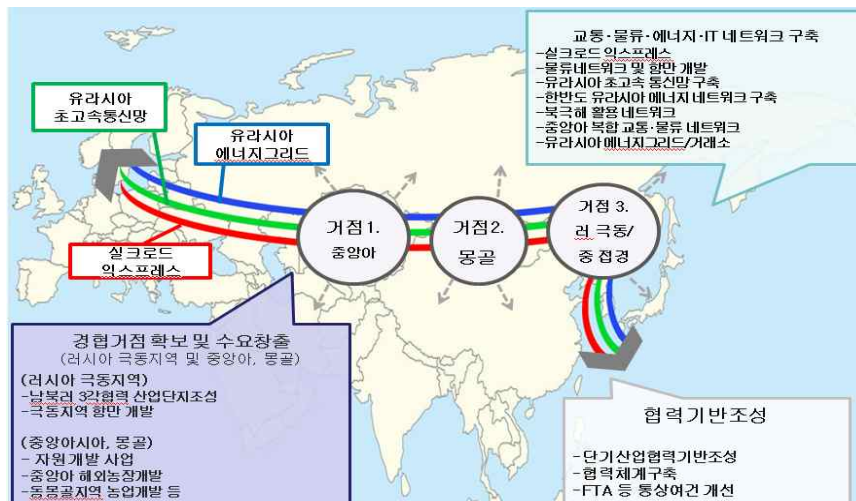 교통·물류·에너지·IT 네트워크 구축
-실크로드 익스프레스
-물류네트워크 및 항만 개발
-유라시아 초고속 통신망 구축
-한반도 유라시아 에너지 네트워크 구축
-북극해 활용 네트워크
-중앙아 복합 교통·물류 네트워크
-유라시아 에너지그리드/거래소
유라시아
초고속통신망
유라시아
에너지그리드
실크로드
익스프레스
거점 1.
중앙아
거점2.
몽골
거점 3.
러 극동/
중 접경
경협거점 확보 및 수요창출
(러시아 극동지역 및 중앙아, 몽골)
(러시아 극동지역)
-남북러 3각협력 산업단지조성
-극동지역 항만 개발
(중앙아시아, 몽골)
- 자원개발 사업
-중앙아 해외농장개발
-동몽골지역 농업개발 등
협력기반조성
-단기산업협력기반조성
-협력체계구축
-FTA 등 통상여건 개선